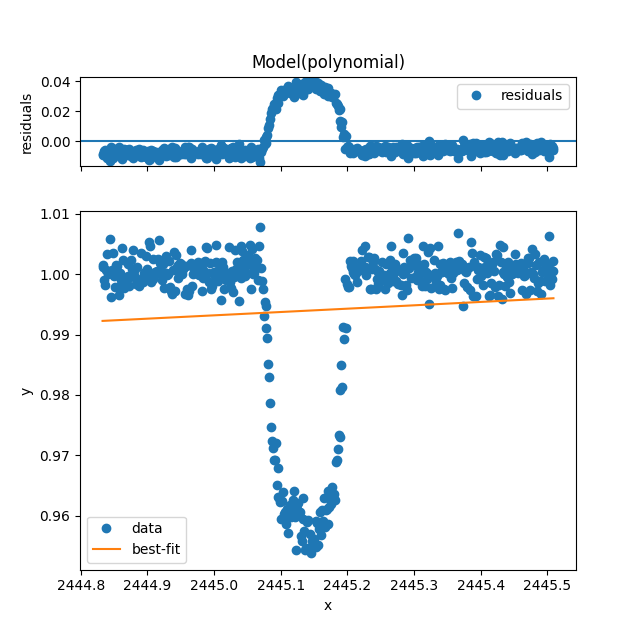 Model(polynomial)
residuals
0.04
0.02
0.00
residuals
1.01
1.00
0.99
0.98
0.97
0.96
y
data
best-fit
2444.8 2444.9 2445.0 2445.1 2445.2 2445.3 2445.4 2445.5
x